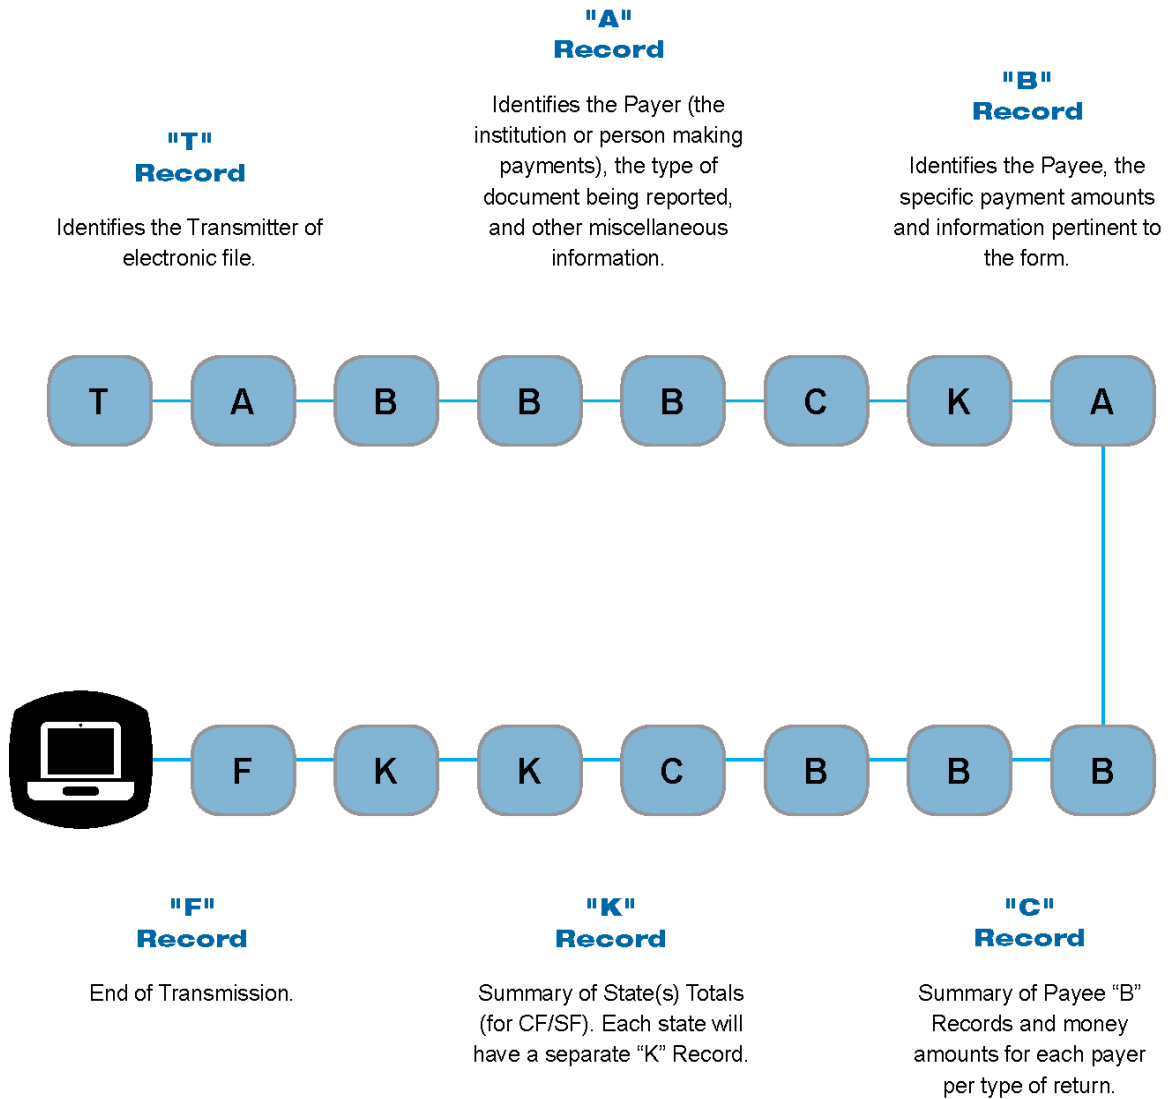 "T"
Record
Identifies the Transmitter of
electronic file.
"A"
Record
Identifies the Payer (the
institution or person making
payments), the type of
document being reported,
and other miscellaneous
information.
"B"
Record
Identifies the Payee, the
specific payment amounts
and information pertinent to
the form.
T A B B B C K A
F K K C B B B
"F"
Record
End of Transmission.
"K"
Record
Summary of State(s) Totals
(for CF/SF). Each state will
have a separate “K” Record.
"C"
Record
Summary of Payee “B”
Records and money
amounts for each payer
per type of return.